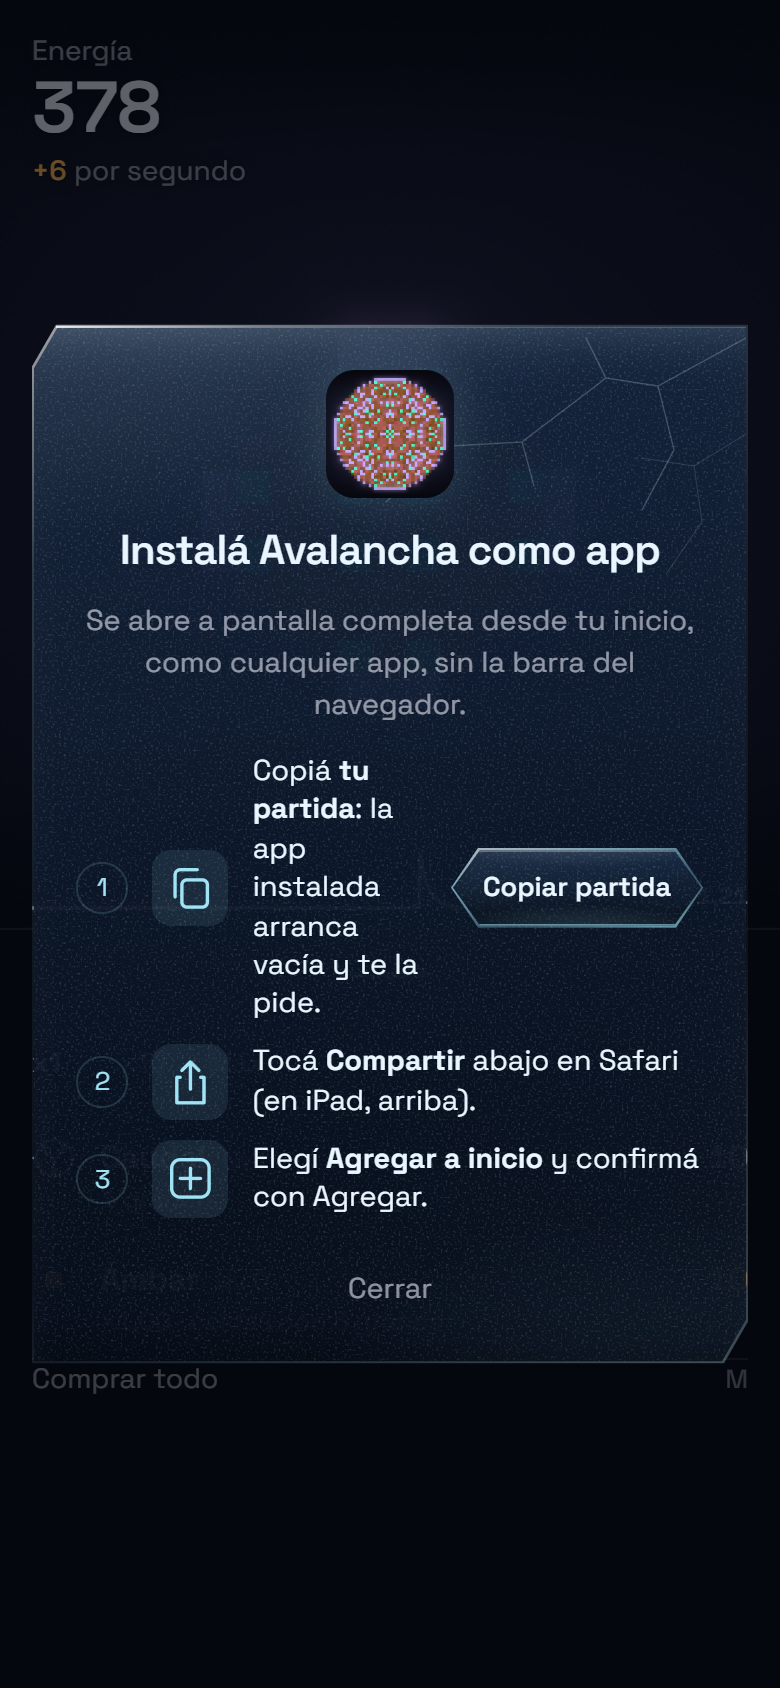 Energía
378
+6 por segundo
Instalá Avalancha como app
Se abre a pantalla completa desde tu inicio,
como cualquier app, sin la barra del
navegador.
1
Copiá tu
partida: la
app
instalada
arranca
vacía y te la
pide.
Copiar partida
2
Tocá Compartir abajo en Safari
(en iPad, arriba).
3
Elegí Agregar a inicio y confirmá
con Agregar.
Cerrar
Comprar todo
M